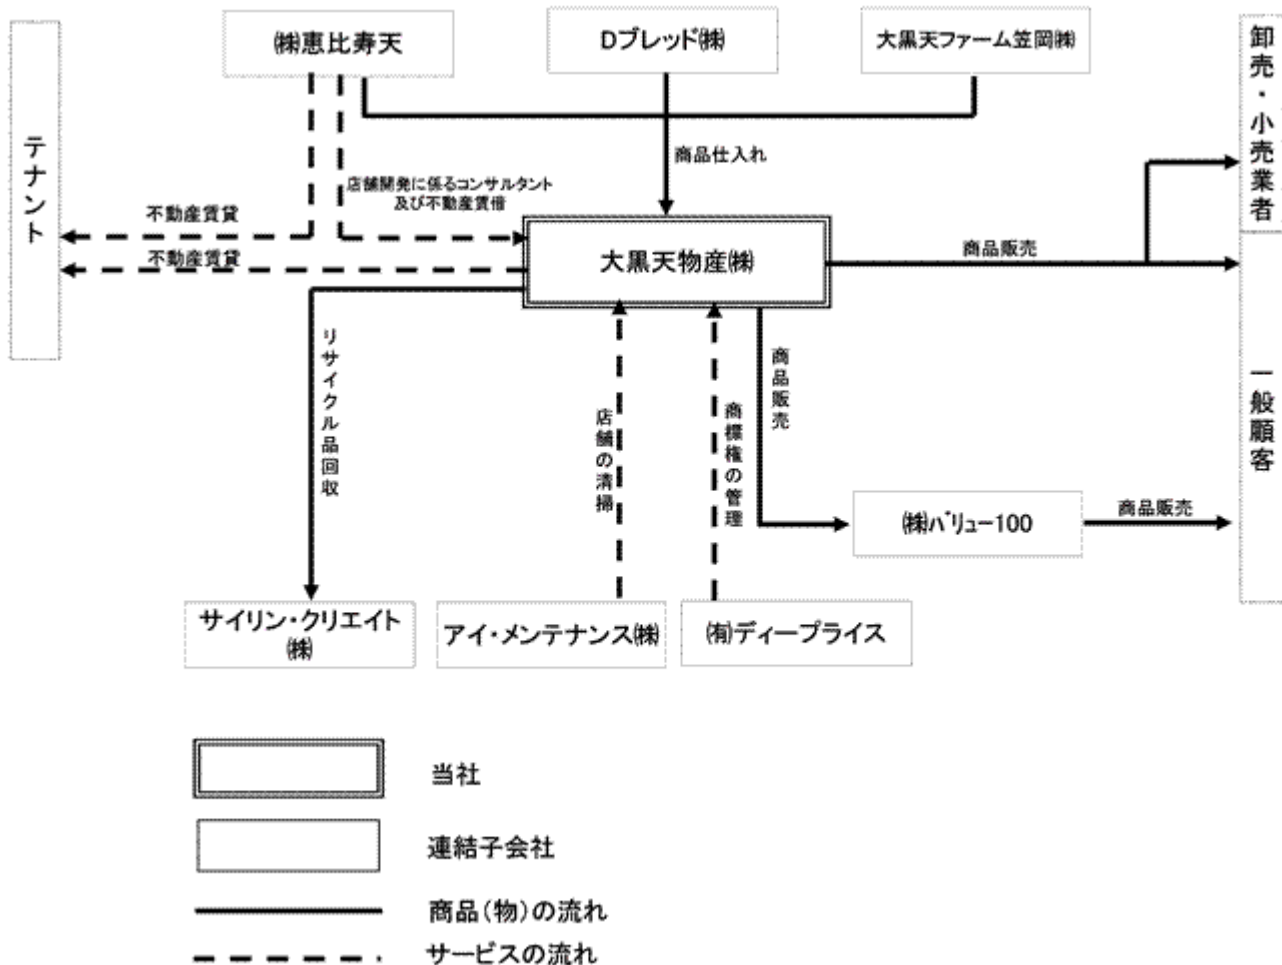 ㈱恵比寿天
Dブレッド㈱
大黒天ファーム笠岡㈱
卸売・小売業者
テナント
商品仕入れ
店舗開発に係るコンサルタント
及び不動産賃借
不動産賃貸
不動産賃貸
大黒天物産㈱
商品販売
リサイクル品回収
店舗の清掃
商標権の管理
商品販売
一般顧客
㈱バリュー100
商品販売
サイリン・クリエイト
㈱
アイ・メンテナンス㈱
㈲ディープライス
当社
連結子会社
商品(物)の流れ
サービスの流れ